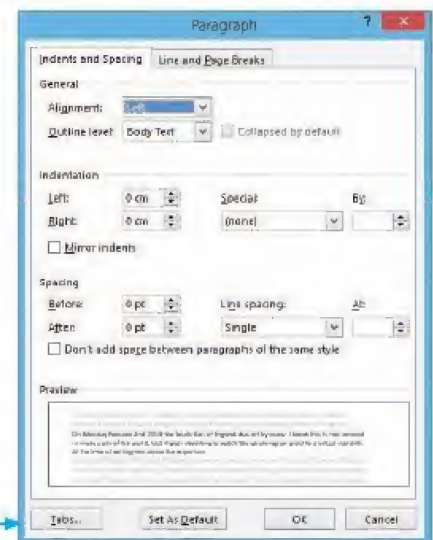 Paragraph ?
Indents and Spacing Line and Page Breaks
General
Alignment: Left
Outline level: Body Text Collapsed by default
Indentation
Left: 0 cm Special: By:
Right: 0 cm (none)
Mirror indents
Spacing
Before: 0 pt Line spacing: At:
After: 0 pt Single
Don't add space between paragraphs of the same style
Preview
Tabs... Set As Default OK Cancel